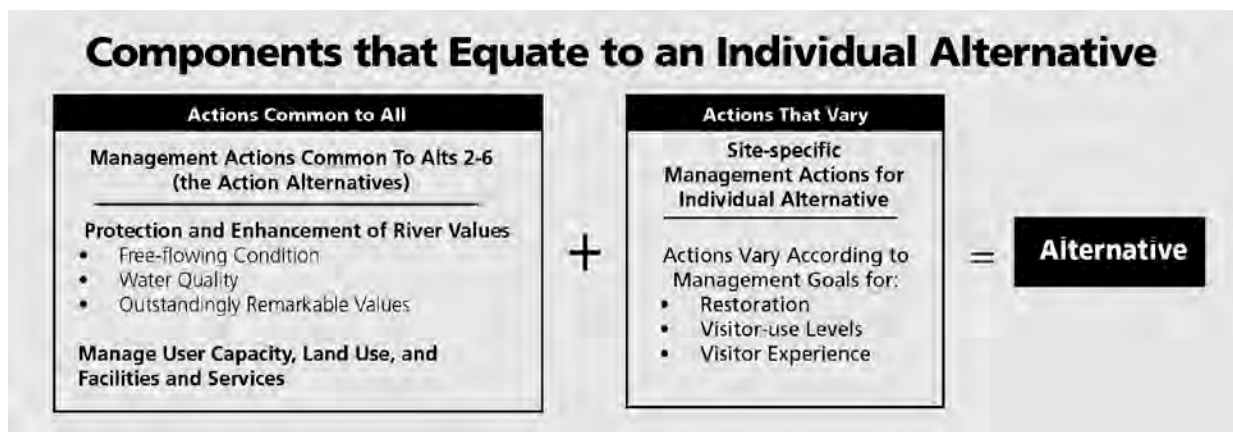 Components that Equate to an Individual Alternative
Actions Common to All
Management Actions Common To Alts 2-6
(the Action Alternatives)
Protection and Enhancement of River Values
• Free-flowing Condition
• Water Quality
• Outstandingly Remarkable Values
Manage User Capacity, Land Use, and
Facilities and Services
+
Actions That Vary
Site-specific
Management Actions for
Individual Alternative
Actions Vary According to
Management Goals for:
• Restoration
• Visitor-use Levels
• Visitor Experience
=
Alternative